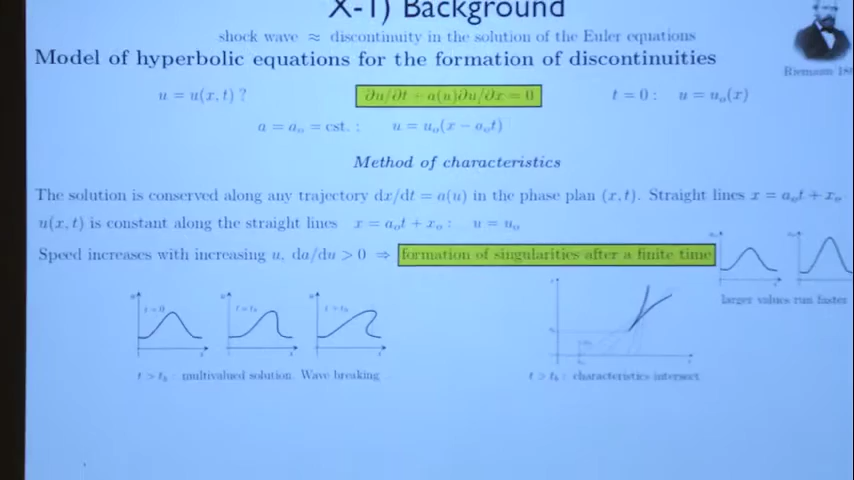 X-1) Background
shock wave ≈ discontinuity in the solution of the Euler equations
Model of hyperbolic equations for the formation of discontinuities
Riemann
u = u(x, t) ? ∂u/∂t + a(u)∂u/∂x = 0 t = 0 : u = u₀(x)
a = a₀ = cst. : u = u₀(x − a₀t)
Method of characteristics
The solution is conserved along any trajectory dx/dt = a(u) in the phase plan (x, t). Straight lines x = a₀t + x₀
u(x, t) is constant along the straight lines x = a₀t + x₀ : u = u₀
Speed increases with increasing u, da/du > 0 ⇒ formation of singularities after a finite time
larger values run faster
t = 0
t > t_b : multivalued solution. Wave breaking
t > t_b : characteristics intersect